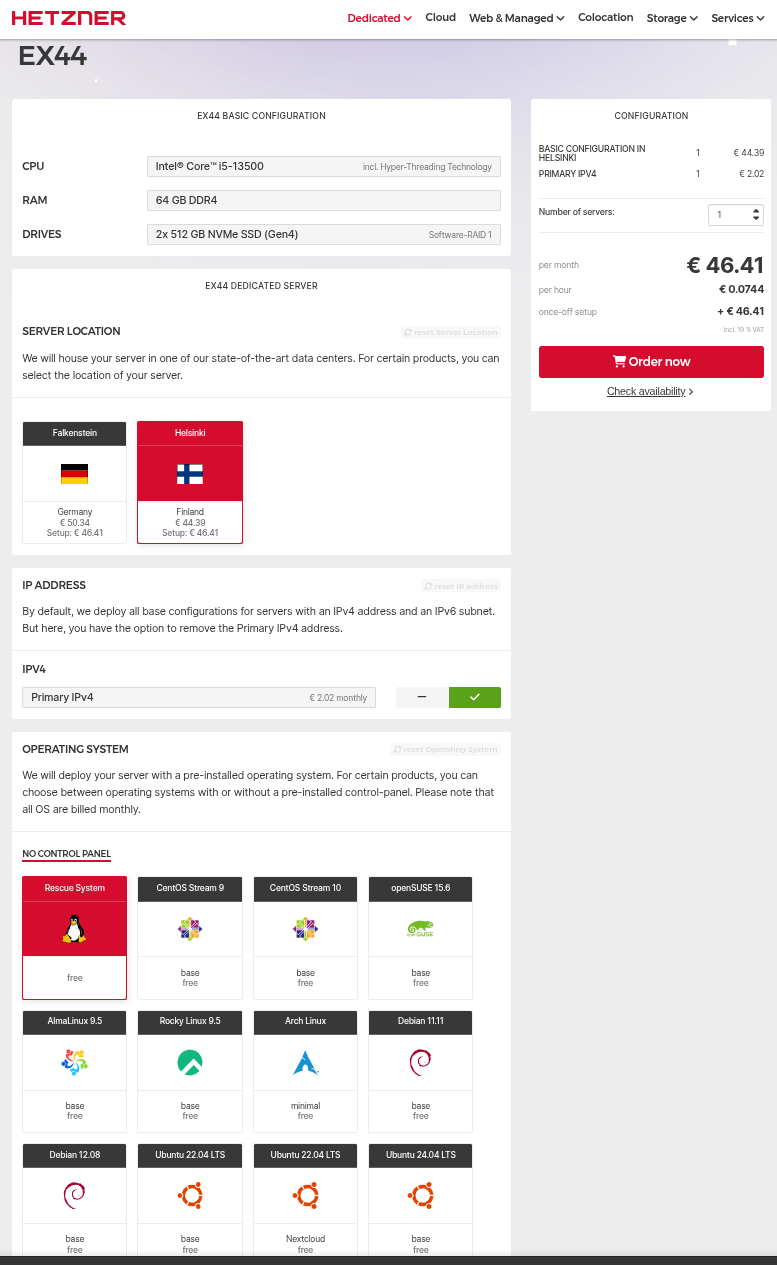 HETZNER
Dedicated
Cloud
Web & Managed
Colocation
Storage
Services
EX44
EX44 BASIC CONFIGURATION
CPU
Intel® Core™ i5-13500
incl. Hyper-Threading Technology
RAM
64 GB DDR4
DRIVES
2x 512 GB NVMe SSD (Gen4)
Software-RAID 1
EX44 DEDICATED SERVER
SERVER LOCATION
reset Server Location
We will house your server in one of our state-of-the-art data centers. For certain products, you can
select the location of your server.
Falkenstein
Germany
€ 50.34
Setup: € 46.41
Helsinki
Finland
€ 44.39
Setup: € 46.41
IP ADDRESS
reset IP address
By default, we deploy all base configurations for servers with an IPv4 address and an IPv6 subnet.
But here, you have the option to remove the Primary IPv4 address.
IPV4
Primary IPv4
€ 2.02 monthly
OPERATING SYSTEM
reset Operating System
We will deploy your server with a pre-installed operating system. For certain products, you can
choose between operating systems with or without a pre-installed control-panel. Please note that
all OS are billed monthly.
NO CONTROL PANEL
Rescue System
free
CentOS Stream 9
base
free
CentOS Stream 10
base
free
openSUSE 15.6
openSUSE
base
free
AlmaLinux 9.5
base
free
Rocky Linux 9.5
base
free
Arch Linux
minimal
free
Debian 11.11
base
free
Debian 12.08
base
free
Ubuntu 22.04 LTS
base
free
Ubuntu 22.04 LTS
Nextcloud
free
Ubuntu 24.04 LTS
base
free
CONFIGURATION
BASIC CONFIGURATION IN
HELSINKI
1
€ 44.39
PRIMARY IPV4
1
€ 2.02
Number of servers:
1
per month
€ 46.41
per hour
€ 0.0744
once-off setup
+ € 46.41
incl. 19 % VAT
Order now
Check availability